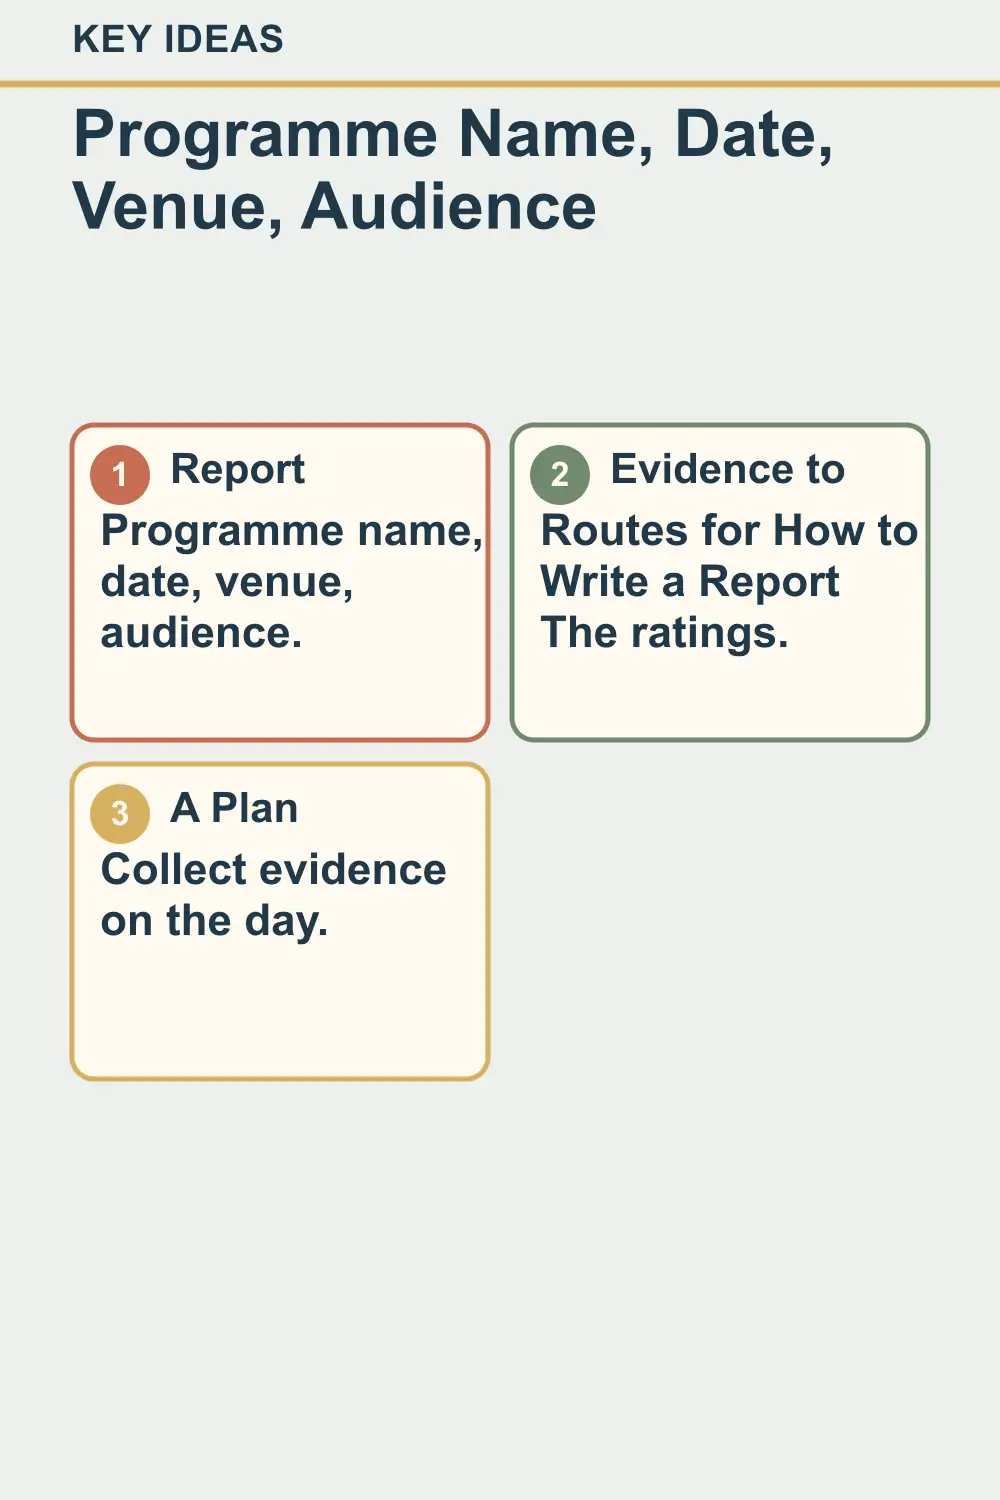 KEY IDEAS
Programme Name, Date,
Venue, Audience
1 Report
Programme name,
date, venue,
audience.
2 Evidence to
Routes for How to
Write a Report
The ratings.
3 A Plan
Collect evidence
on the day.